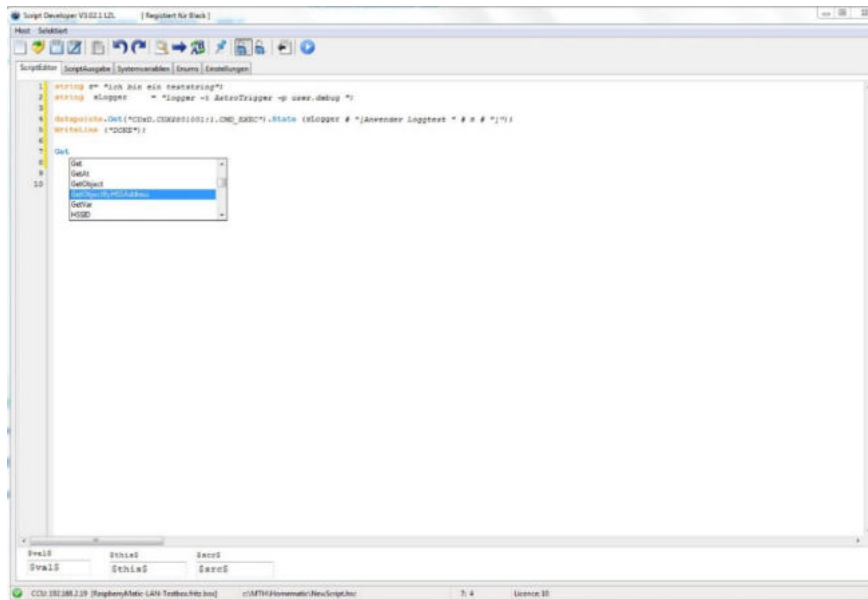 Script Developer V3.02.1 LZL [ Registiert für Black ]
Host Selektiert
ScriptEditor ScriptAusgabe Systemvariablen Enums Einstellungen
1 string s= "ich bin ein teststring";
2 string sLogger = "logger -t AstroTrigger -p user.debug ";
3
4 datapoints.Get("CUxD.CUX2801001:1.CMD_EXEC").State (sLogger # "[Anwender Loggtest " # s # "]");
5 WriteLine ("DONE");
6
7 Get
8 Get
9 GetAt
10 GetObject
GetObjectByHSSAddress
GetVar
HSSID
$val$ $this$ $src$
$val$ $this$ $src$
CCU: 192.168.2.19 [RaspberryMatic-LAN-Testbox.fritz.box] c:\MTH\Homematic\NewScript.hsc 7: 4 Licence: 10